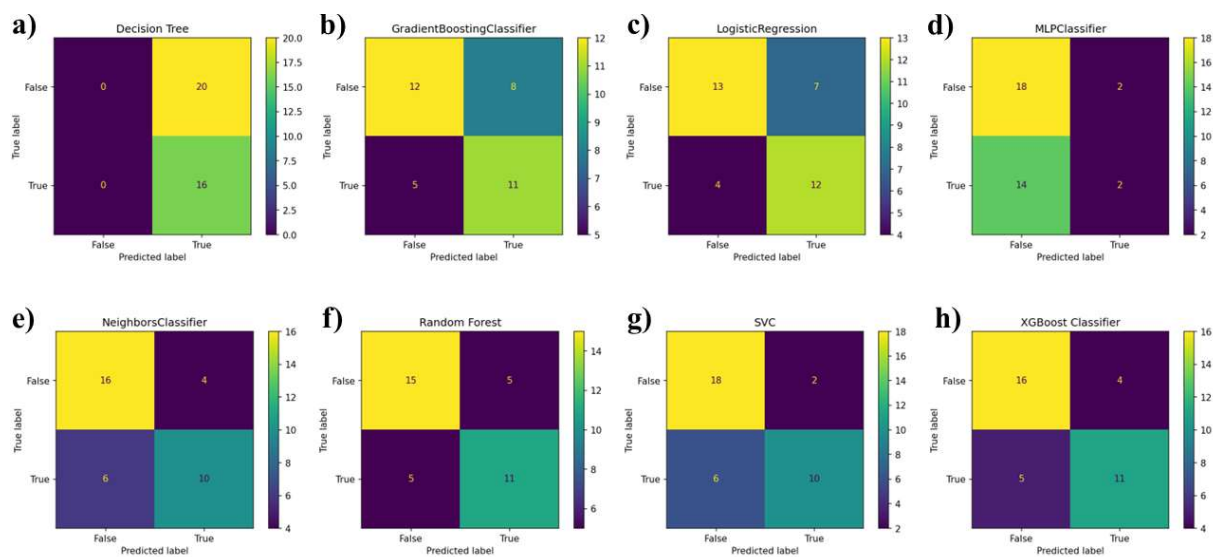 a)
Decision Tree
20.0
17.5
15.0
12.5
10.0
7.5
5.0
2.5
0.0
True label
False
True
0
20
0
16
False
True
Predicted label
b)
GradientBoostingClassifier
12
11
10
9
8
7
6
5
True label
False
True
12
8
5
11
False
True
Predicted label
c)
LogisticRegression
13
12
11
10
9
8
7
6
5
4
True label
False
True
13
7
4
12
False
True
Predicted label
d)
MLPClassifier
18
16
14
12
10
8
6
4
2
True label
False
True
18
2
14
2
False
True
Predicted label
e)
NeighborsClassifier
16
14
12
10
8
6
4
True label
False
True
16
4
6
10
False
True
Predicted label
f)
Random Forest
14
12
10
8
6
True label
False
True
15
5
5
11
False
True
Predicted label
g)
SVC
18
16
14
12
10
8
6
4
2
True label
False
True
18
2
6
10
False
True
Predicted label
h)
XGBoost Classifier
16
14
12
10
8
6
4
True label
False
True
16
4
5
11
False
True
Predicted label